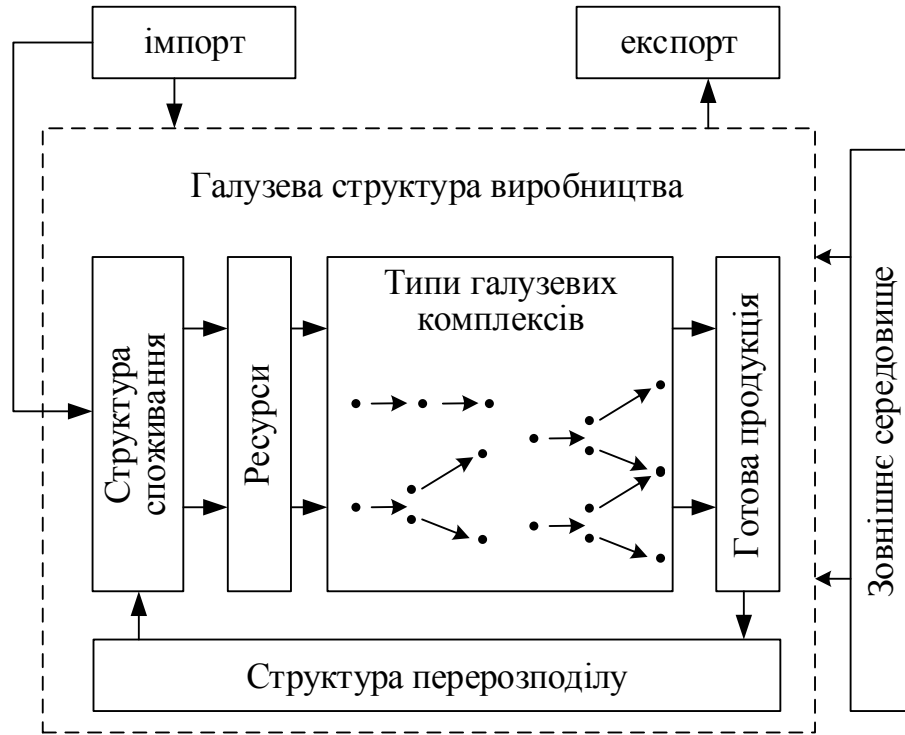 імпорт
експорт
Галузева структура виробництва
Структура
споживання
Ресурси
Типи галузевих
комплексів
Готова продукція
Зовнішнє середовище
Структура перерозподілу